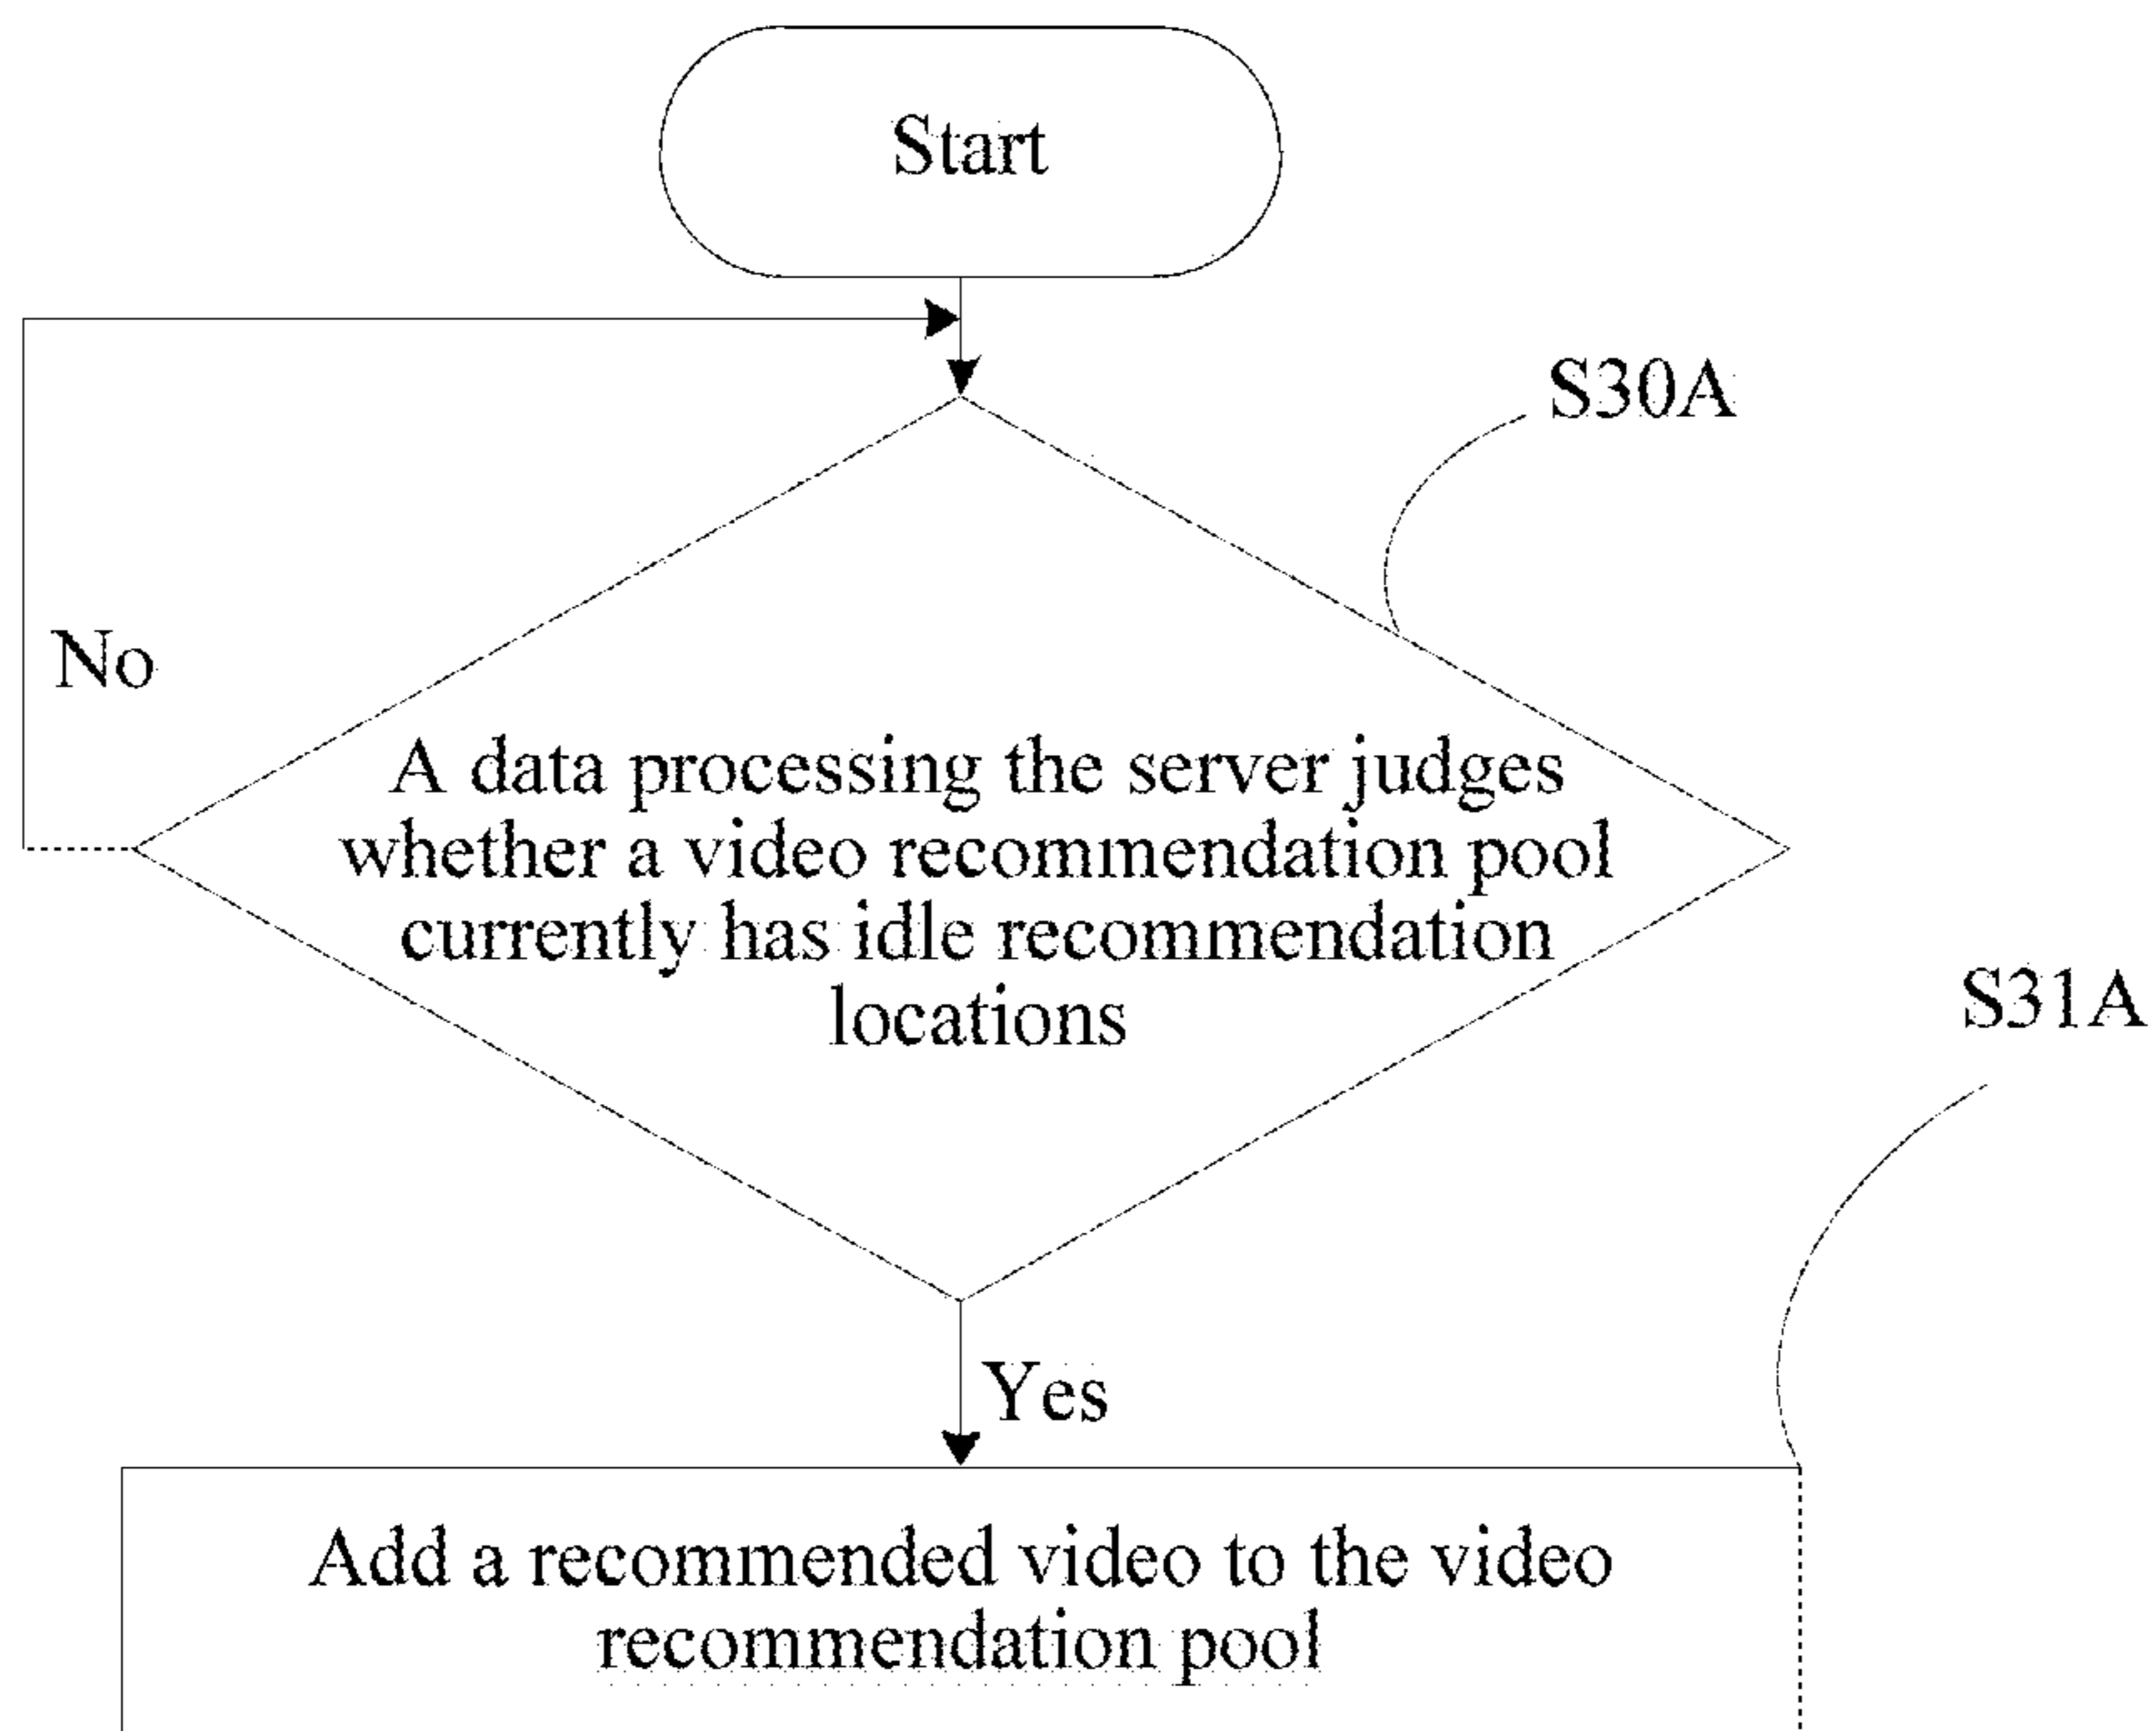 Start
S30A
No
A data processing the server judges
whether a video recommendation pool
currently has idle recommendation
locations
S31A
Yes
Add a recommended video to the video
recommendation pool